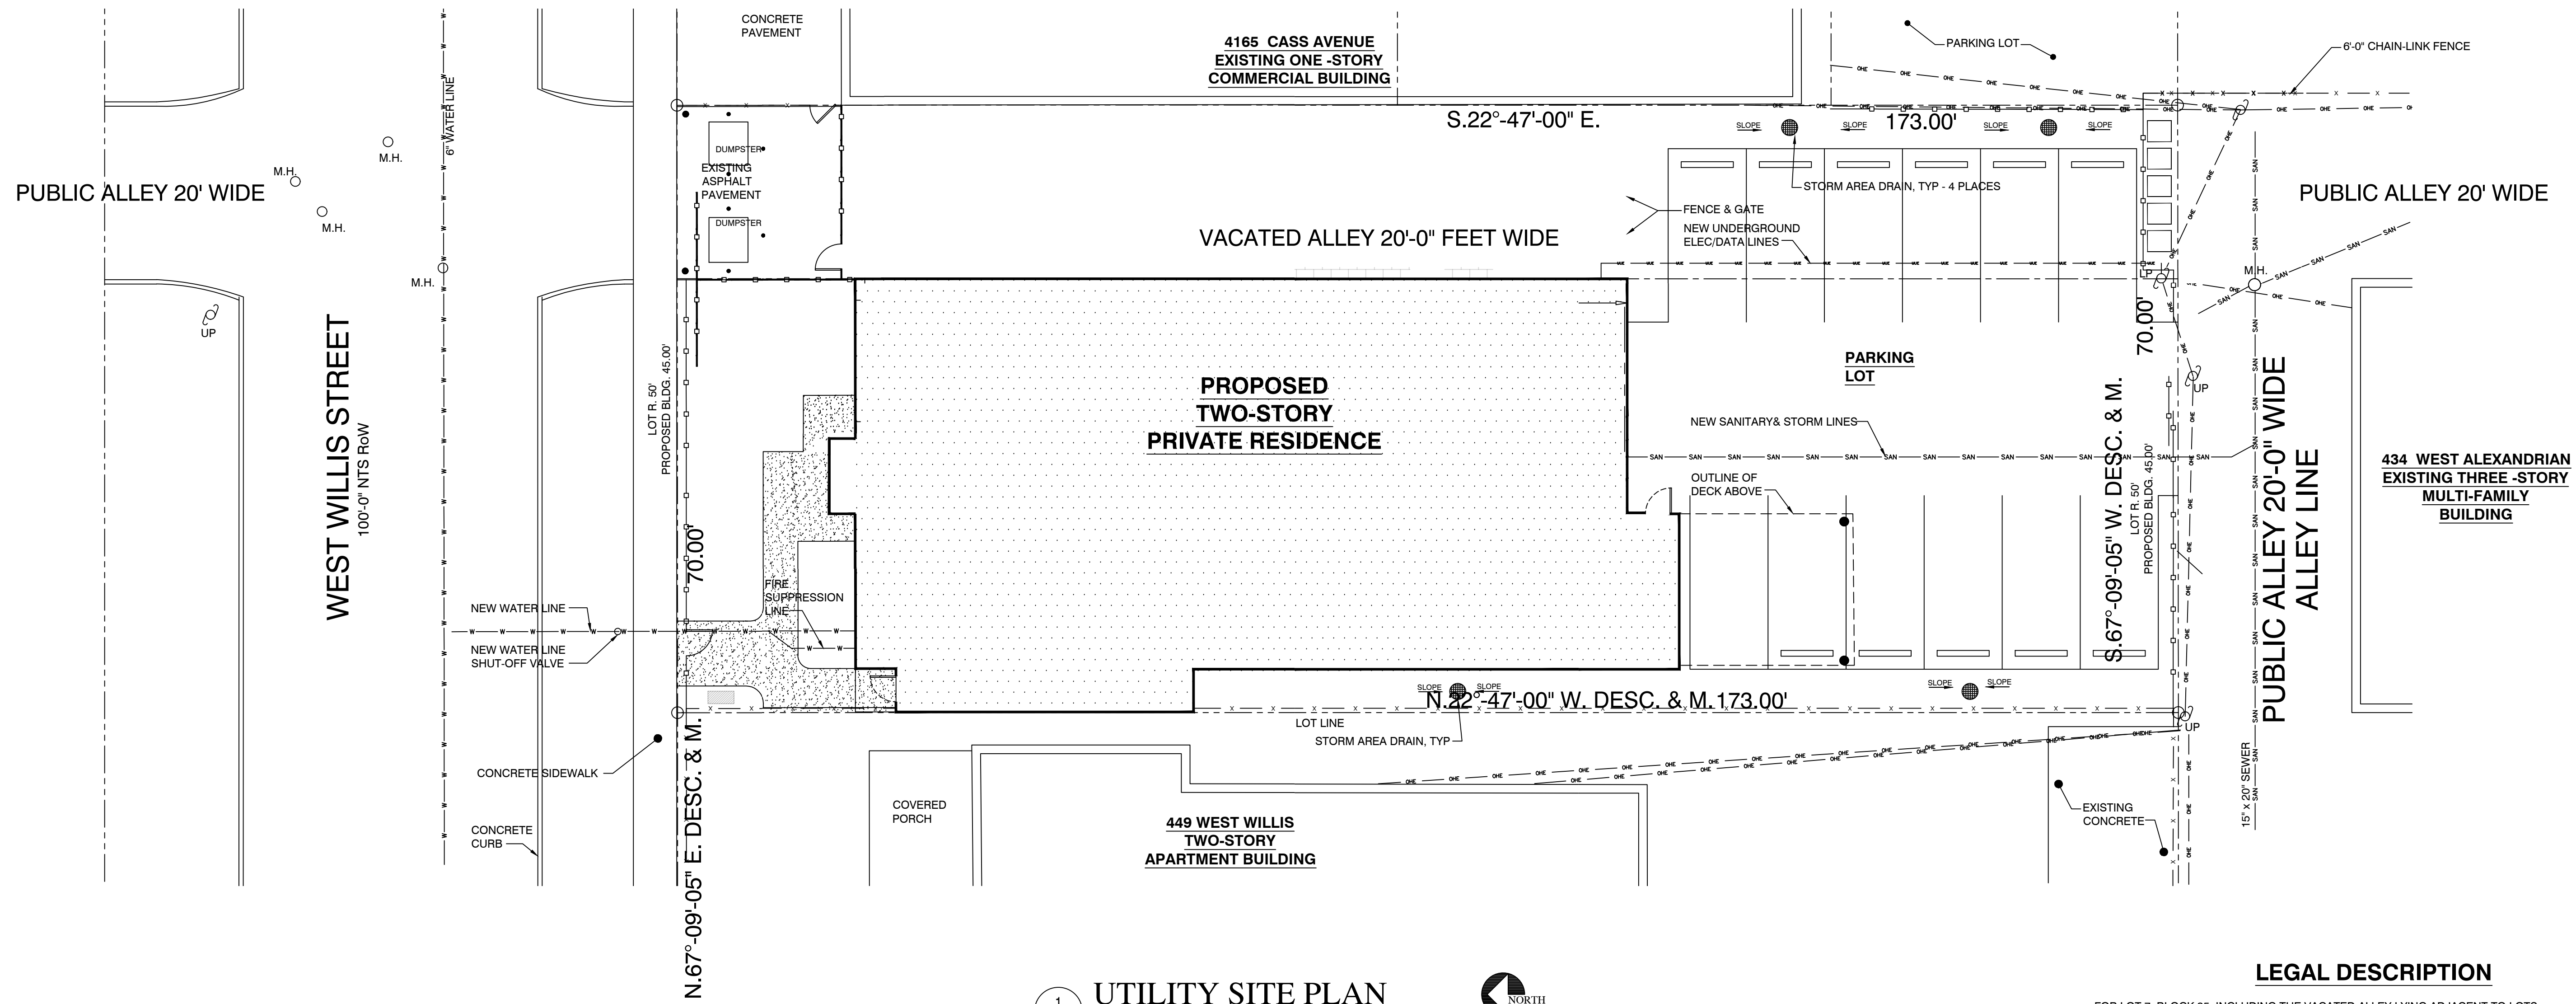 CONCRETE
PAVEMENT
4165 CASS AVENUE
EXISTING ONE -STORY
COMMERCIAL BUILDING
PARKING LOT
6'-0" CHAIN-LINK FENCE
6" WATER LINE
M.H.
M.H.
M.H.
M.H.
PUBLIC ALLEY 20' WIDE
UP
WEST WILLIS STREET
100'-0" NTS RoW
DUMPSTER
EXISTING
ASPHALT
PAVEMENT
DUMPSTER
S.22°-47'-00" E.
173.00'
SLOPE
SLOPE
SLOPE
SLOPE
STORM AREA DRAIN, TYP - 4 PLACES
FENCE & GATE
NEW UNDERGROUND
ELEC/DATA LINES
VACATED ALLEY 20'-0" FEET WIDE
PUBLIC ALLEY 20' WIDE
LP
M.H.
70.00'
UP
LOT R. 50'
PROPOSED BLDG. 45.00'
70.00'
PROPOSED
TWO-STORY
PRIVATE RESIDENCE
PARKING
LOT
NEW SANITARY& STORM LINES
OUTLINE OF
DECK ABOVE
S.67°-09'-05" W. DESC. & M.
LOT R. 50'
PROPOSED BLDG. 45.00'
PUBLIC ALLEY 20'-0" WIDE
ALLEY LINE
434 WEST ALEXANDRIAN
EXISTING THREE -STORY
MULTI-FAMILY
BUILDING
FIRE
SUPPRESSION
LINE
NEW WATER LINE
NEW WATER LINE
SHUT-OFF VALVE
SLOPE
SLOPE
SLOPE
SLOPE
N.22°-47'-00" W. DESC. & M.
173.00'
LOT LINE
STORM AREA DRAIN, TYP
UP
CONCRETE SIDEWALK
CONCRETE
CURB
N.67°-09'-05" E. DESC. & M.
COVERED
PORCH
449 WEST WILLIS
TWO-STORY
APARTMENT BUILDING
EXISTING
CONCRETE
15" x 20" SEWER
1
UTILITY SITE PLAN
NORTH
LEGAL DESCRIPTION